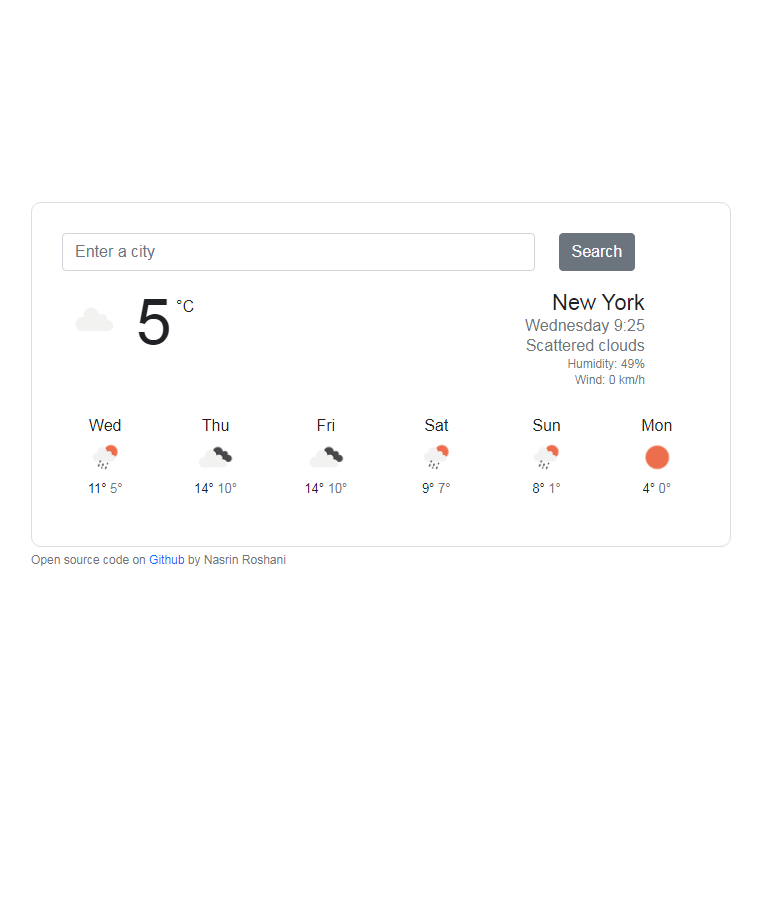 Enter a city
Search
5 °C
New York
Wednesday 9:25
Scattered clouds
Humidity: 49%
Wind: 0 km/h
Wed Thu Fri Sat Sun Mon
11° 5° 14° 10° 14° 10° 9° 7° 8° 1° 4° 0°
Open source code on Github by Nasrin Roshani